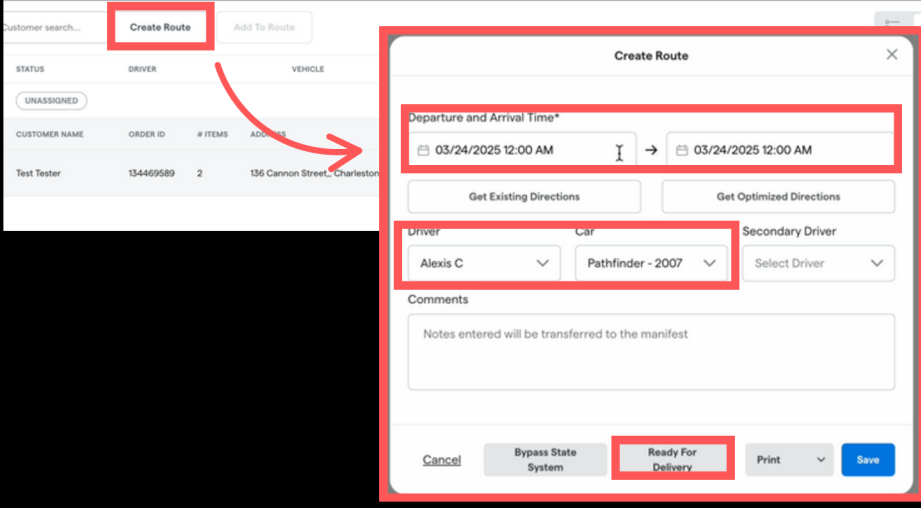 Customer search...
Create Route
Add To Route
STATUS
DRIVER
VEHICLE
UNASSIGNED
CUSTOMER NAME
ORDER ID
# ITEMS
ADDRESS
Test Tester
134469589
2
136 Cannon Street,, Charleston
Create Route
Departure and Arrival Time*
03/24/2025 12:00 AM
03/24/2025 12:00 AM
Get Existing Directions
Get Optimized Directions
Driver
Car
Secondary Driver
Alexis C
Pathfinder - 2007
Select Driver
Comments
Notes entered will be transferred to the manifest
Cancel
Bypass State
System
Ready For
Delivery
Print
Save